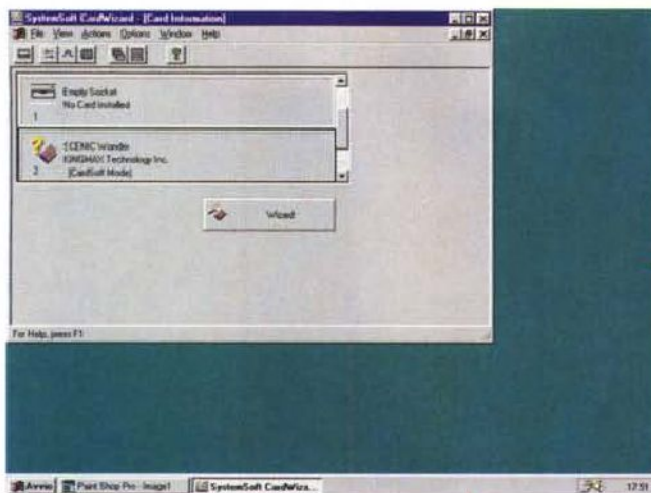 SystemSoft CardWizard - [Card Information]
File View Actions Options Window Help
Empty Socket
No Card Installed
1
SCENIC Wonder
KINGMAX Technology Inc.
[CardSoft Mode]
2
Wizard
For Help, press F1
Avvio
Paint Shop Pro - Image1
SystemSoft CardWiza...
17.51